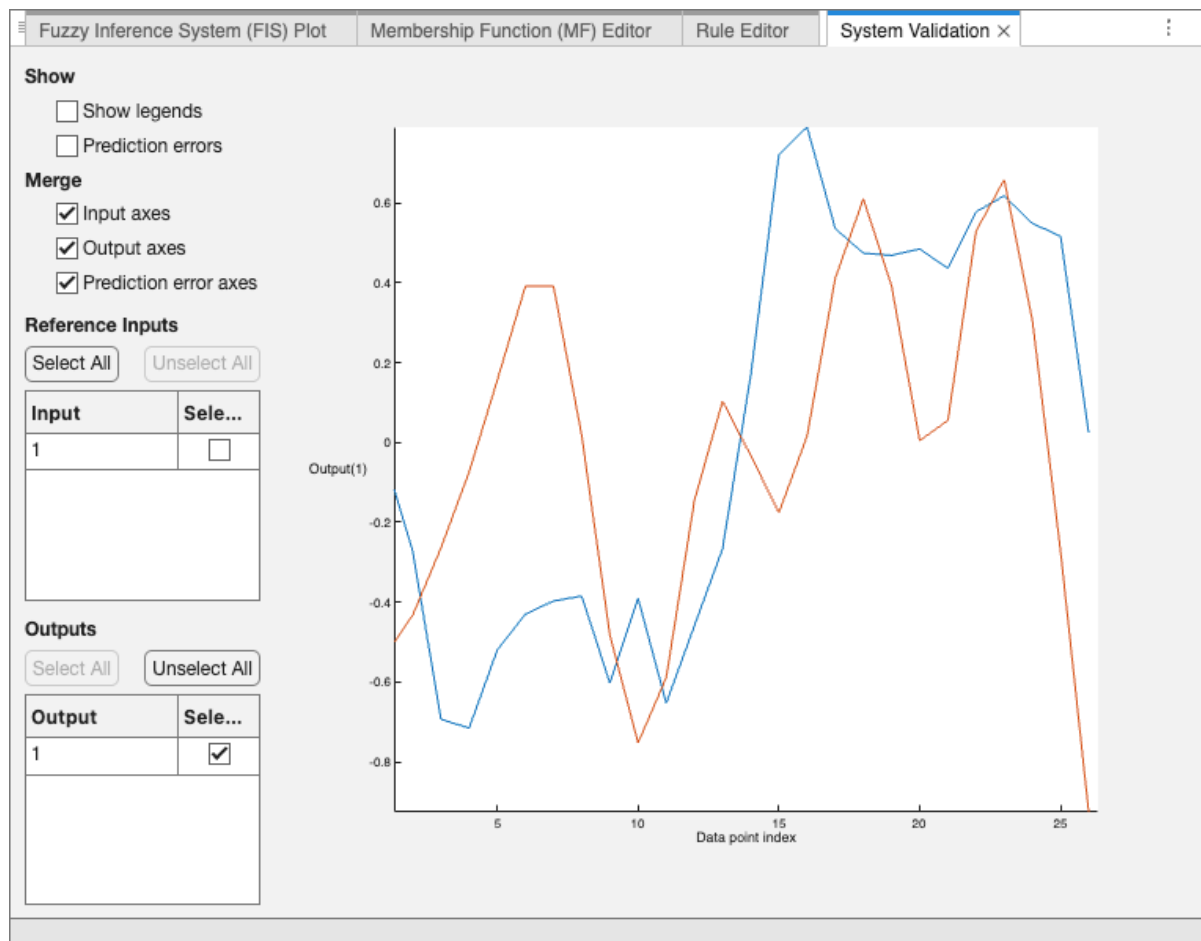 Fuzzy Inference System (FIS) Plot
Membership Function (MF) Editor
Rule Editor
System Validation ×
Show
Show legends
Prediction errors
Merge
Input axes
Output axes
Prediction error axes
Reference Inputs
Select All
Unselect All
Input
Sele...
1
Outputs
Select All
Unselect All
Output
Sele...
1
0.6
0.4
0.2
0
-0.2
-0.4
-0.6
-0.8
Output(1)
5
10
15
20
25
Data point index